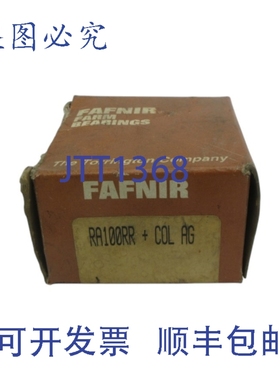 图必究
FAFNIR
FARM
BEARINGS
The Torrington Company
JTT1368
FAFNIR
RA100RR + COL AG
可开发票 顺丰包邮